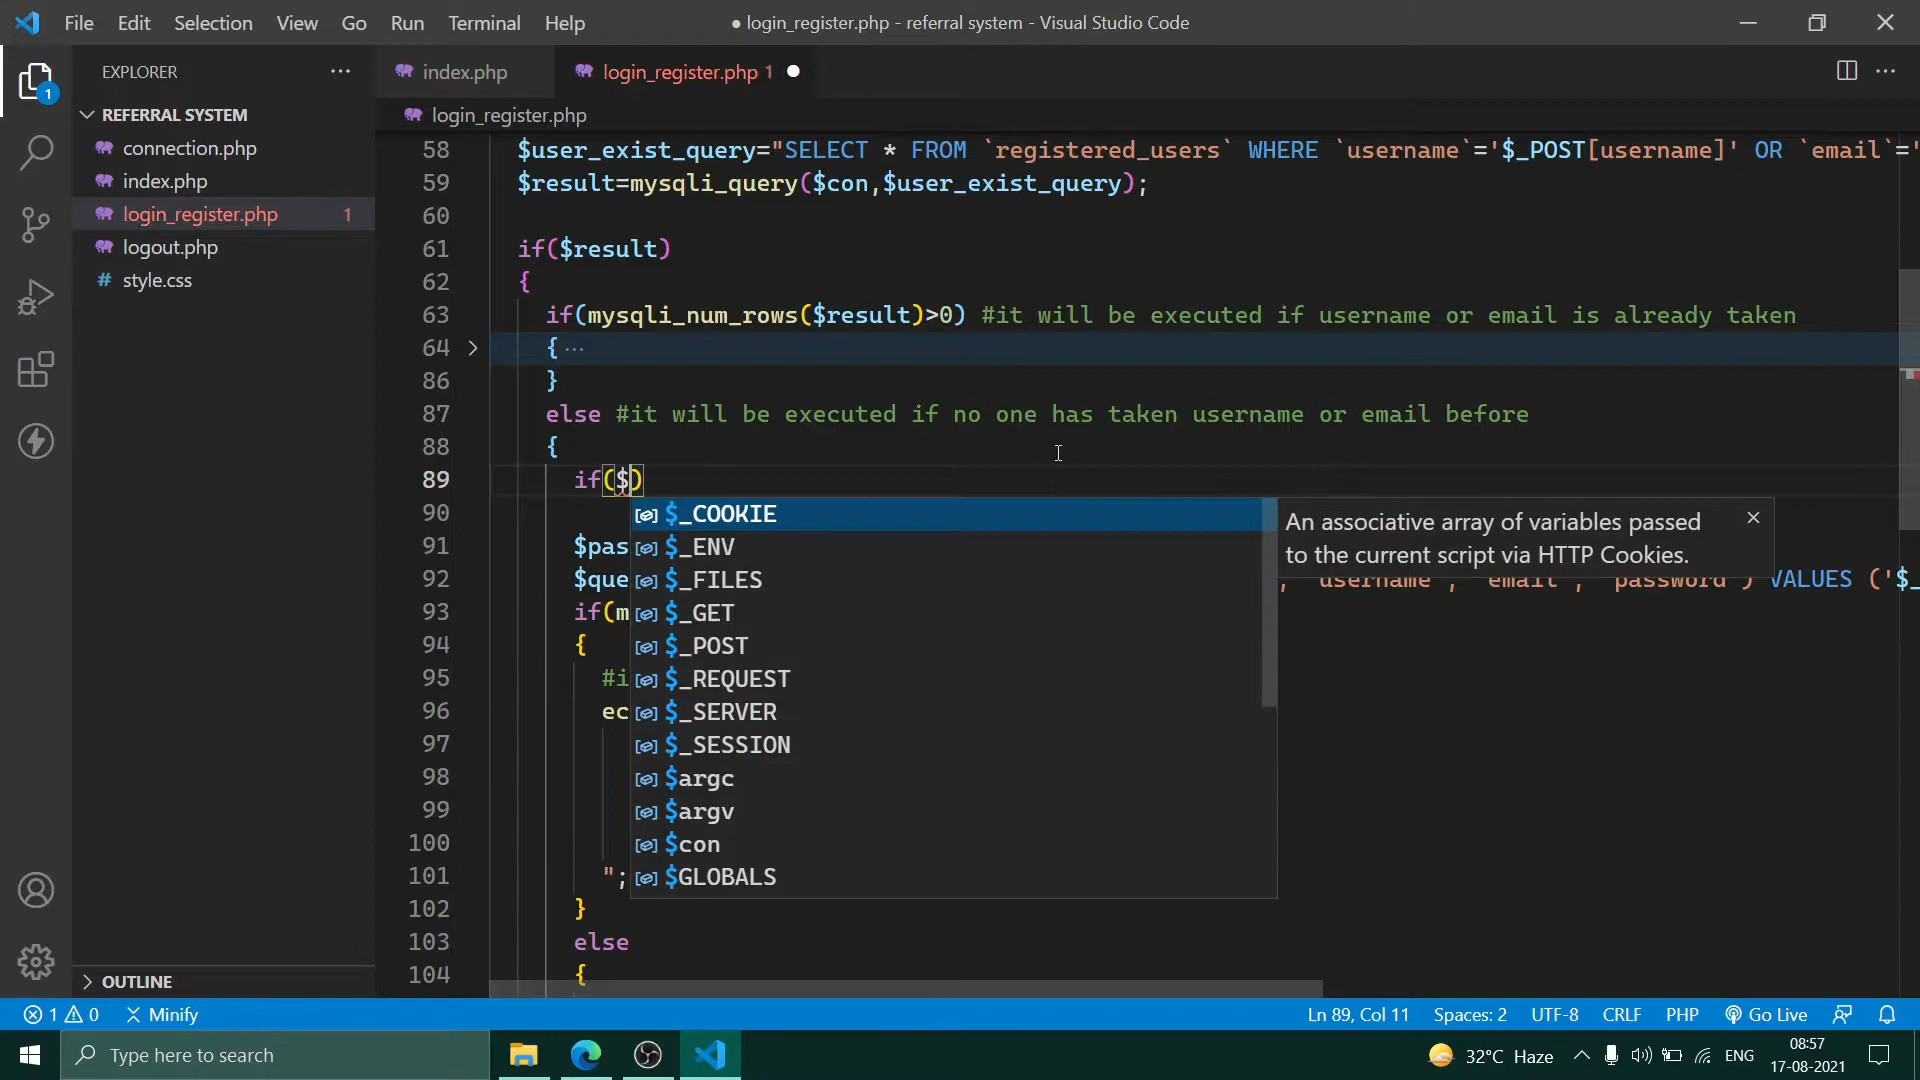 File Edit Selection View Go Run Terminal Help
● login_register.php - referral system - Visual Studio Code
EXPLORER
index.php
login_register.php 1
1
REFERRAL SYSTEM
connection.php
index.php
login_register.php 1
logout.php
# style.css
OUTLINE
login_register.php
58 $user_exist_query="SELECT * FROM `registered_users` WHERE `username`='$_POST[username]' OR `email`='
59 $result=mysqli_query($con,$user_exist_query);
60
61 if($result)
62 {
63 if(mysqli_num_rows($result)>0) #it will be executed if username or email is already taken
64 { ...
86 }
87 else #it will be executed if no one has taken username or email before
88 {
89 if($)
90
91 $pas
92 $que , `username`, `email`, `password`) VALUES ('$_
93 if(m
94 {
95 #i
96 ec
97
98
99
100
101 ";
102 }
103 else
104 {
$_COOKIE
$_ENV
$_FILES
$_GET
$_POST
$_REQUEST
$_SERVER
$_SESSION
$argc
$argv
$con
$GLOBALS
An associative array of variables passed
to the current script via HTTP Cookies.
1 0 Minify
Ln 89, Col 11 Spaces: 2 UTF-8 CRLF PHP Go Live
Type here to search
32°C Haze
ENG
08:57
17-08-2021